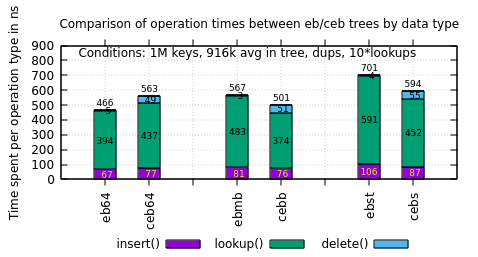 Comparison of operation times between eb/ceb trees by data type
Time spent per operation type in ns
Conditions: 1M keys, 916k avg in tree, dups, 10*lookups
900
800
700
600
500
400
300
200
100
0
466
5
394
67
563
49
437
77
567
3
483
81
501
51
374
76
701
4
591
106
594
55
452
87
eb64
ceb64
ebmb
cebb
ebst
cebs
insert()
lookup()
delete()